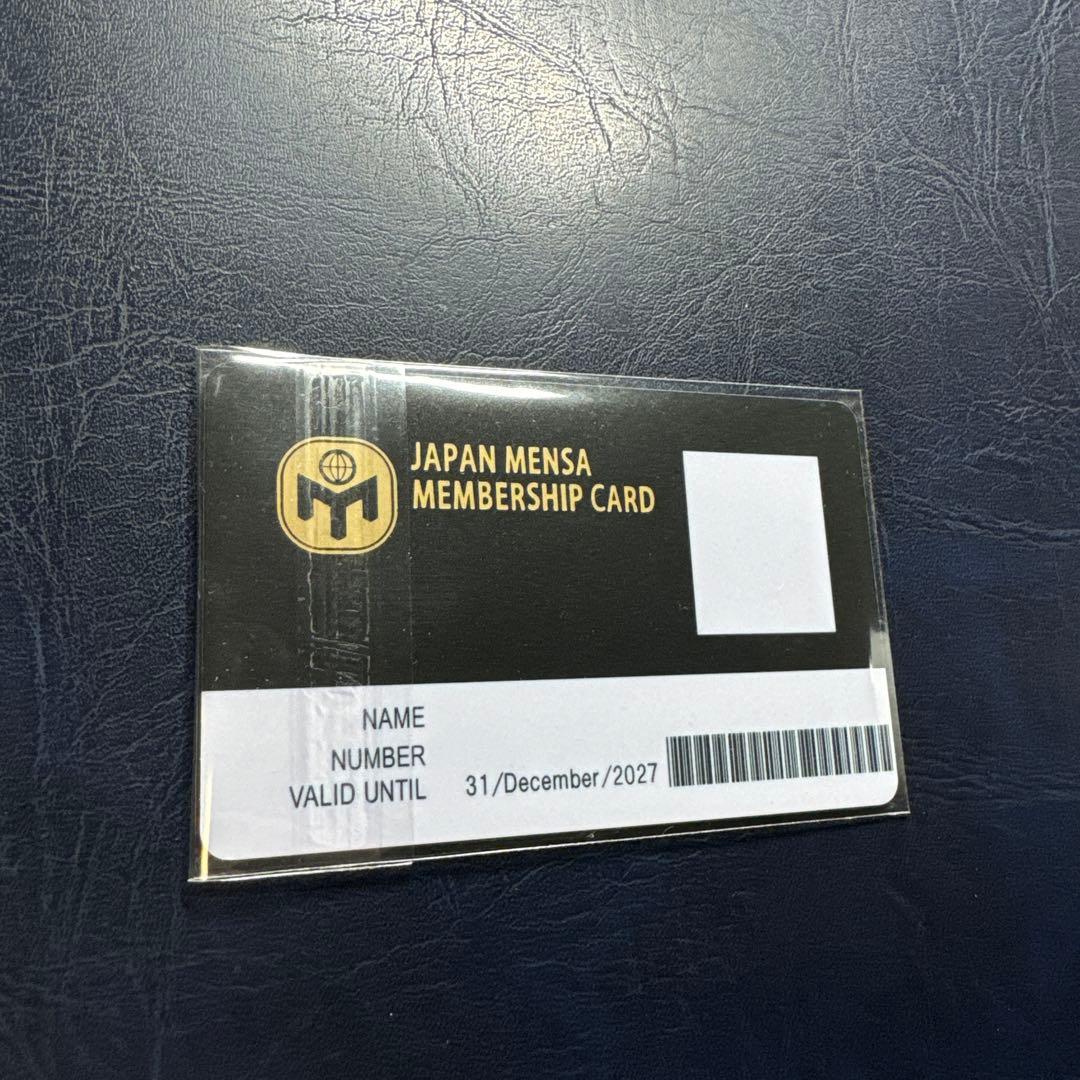 JAPAN MENSA
MEMBERSHIP CARD
NAME
NUMBER
VALID UNTIL 31/December/2027